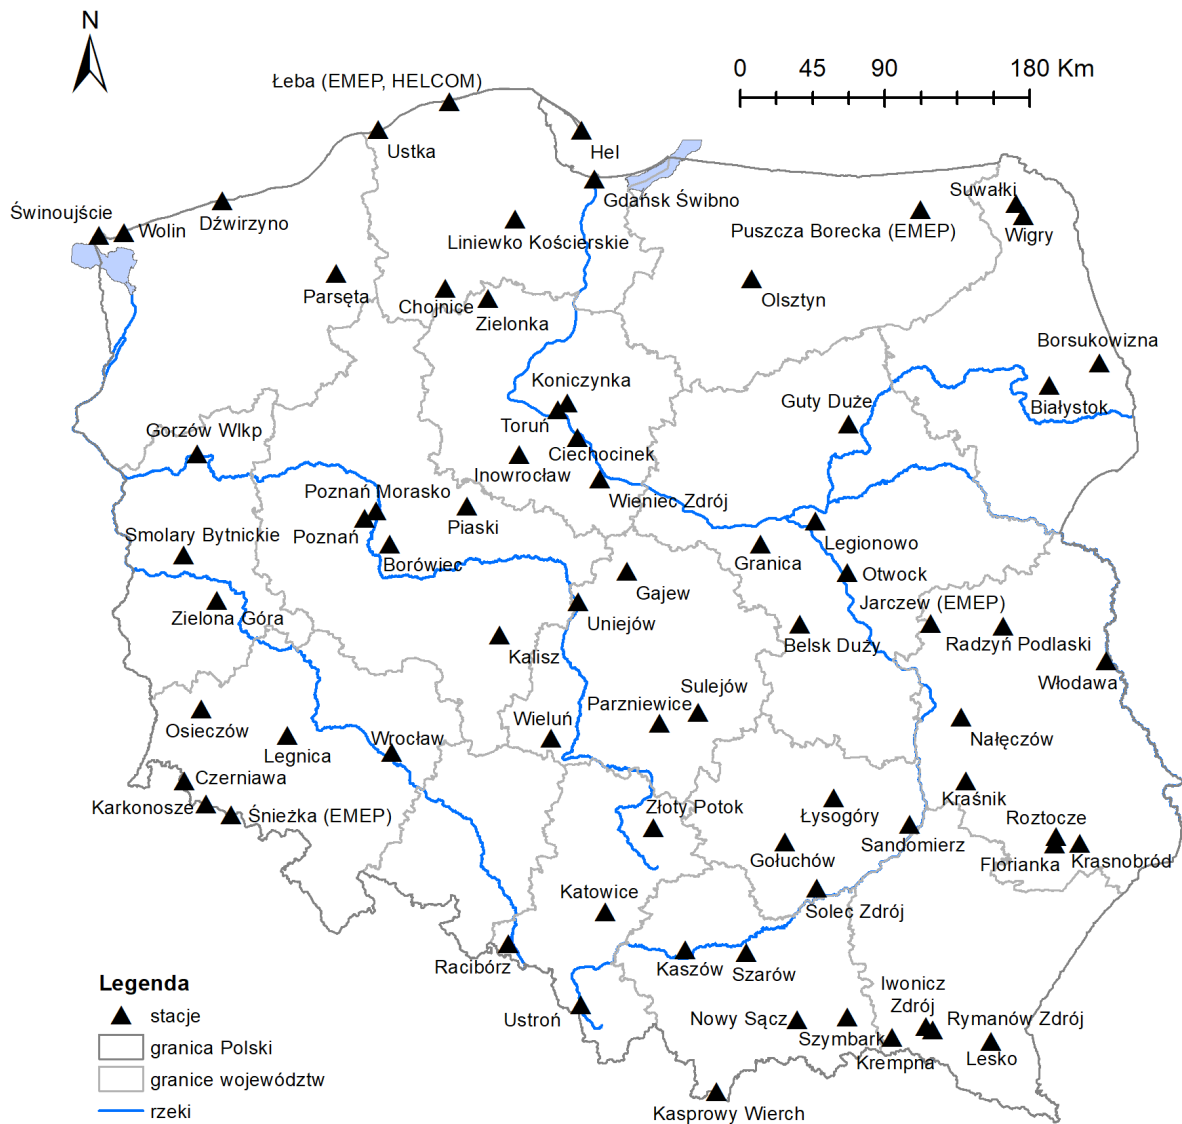 N
0 45 90 180 Km
Łeba (EMEP, HELCOM)
Ustka
Hel
Gdańsk Świbno
Suwałki
Świnoujście
Wolin
Dźwirzyno
Liniewko Kościerskie
Puszcza Borecka (EMEP)
Wigry
Parsęta
Chojnice
Zielonka
Olsztyn
Borsukowizna
Koniczynka
Guty Duże
Białystok
Toruń
Gorzów Wlkp
Ciechocinek
Inowrocław
Poznań Morasko
Wieniec Zdrój
Smolary Bytnickie
Poznań
Piaski
Legionowo
Borówiec
Granica
Otwock
Gajew
Jarczew (EMEP)
Zielona Góra
Uniejów
Kalisz
Belsk Duży
Radzyń Podlaski
Włodawa
Sulejów
Parzniewice
Osieczów
Wieluń
Legnica
Wrocław
Nałęczów
Czerniawa
Karkonosze
Śnieżka (EMEP)
Złoty Potok
Łysogóry
Kraśnik
Roztocze
Sandomierz
Gołuchów
Florianka
Krasnobród
Katowice
Solec Zdrój
Racibórz
Kaszów
Szarów
Iwonicz
Zdrój
Ustroń
Nowy Sącz
Szymbark
Rymanów Zdrój
Krempna
Lesko
Kasprowy Wierch
Legenda
stacje
granica Polski
granice województw
rzeki